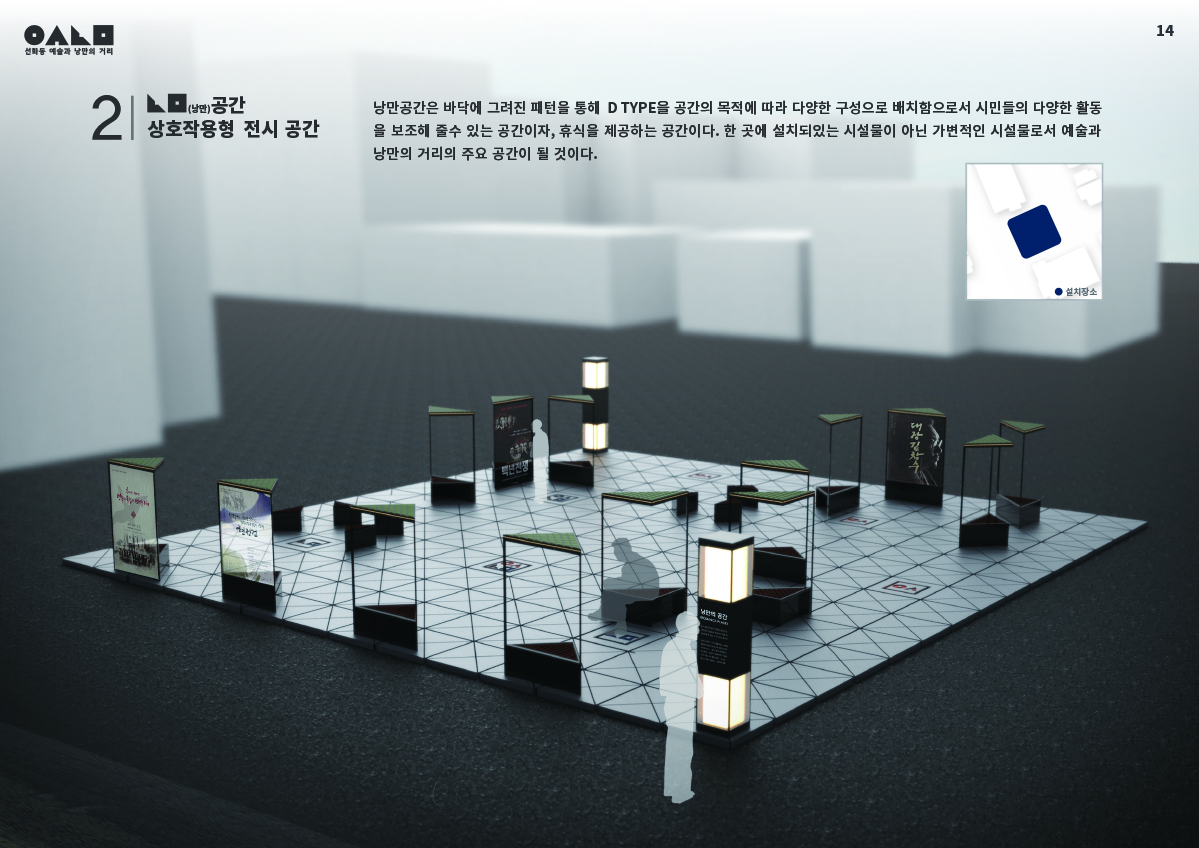 선화동 예술과 낭만의 거리
14
2
(낭만)공간
상호작용형 전시 공간
낭만공간은 바닥에 그려진 패턴을 통해 D TYPE을 공간의 목적에 따라 다양한 구성으로 배치함으로서 시민들의 다양한 활동
을 보조해 줄수 있는 공간이자, 휴식을 제공하는 공간이다. 한 곳에 설치되있는 시설물이 아닌 가변적인 시설물로서 예술과
낭만의 거리의 주요 공간이 될 것이다.
설치장소
백년전쟁
대장김창수
낭만의 공간